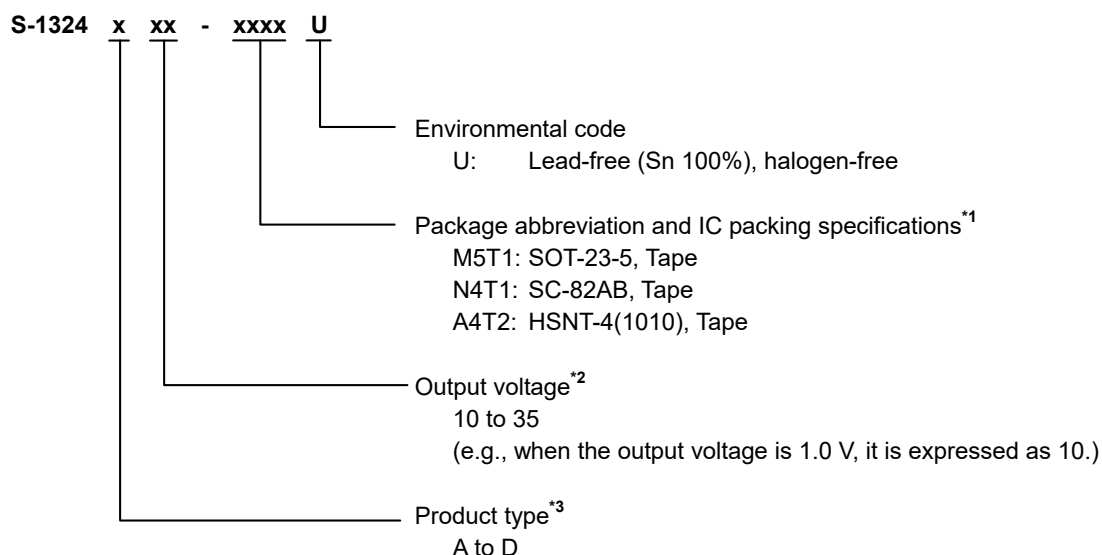 S-1324 x xx - xxxx U
Environmental code
U: Lead-free (Sn 100%), halogen-free
Package abbreviation and IC packing specifications*1
M5T1: SOT-23-5, Tape
N4T1: SC-82AB, Tape
A4T2: HSNT-4(1010), Tape
Output voltage*2
10 to 35
(e.g., when the output voltage is 1.0 V, it is expressed as 10.)
Product type*3
A to D